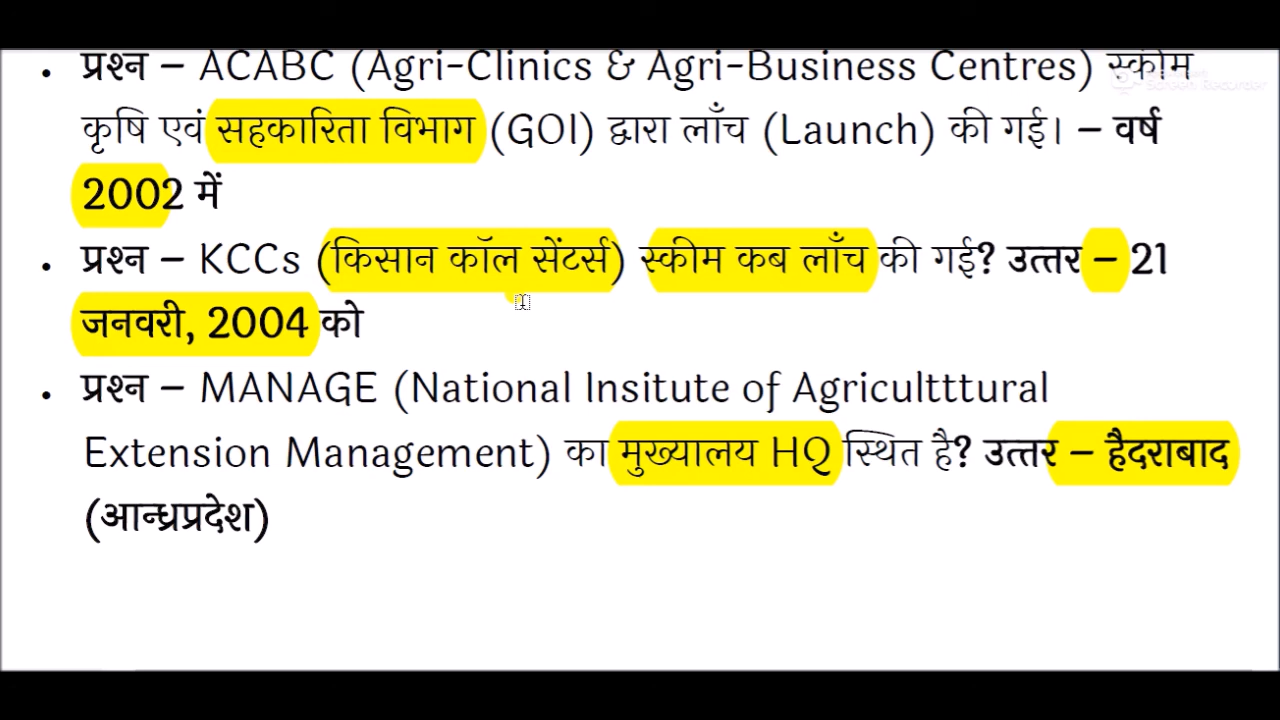 • प्रश्न – ACABC (Agri-Clinics & Agri-Business Centres) स्कीम
कृषि एवं सहकारिता विभाग (GOI) द्वारा लाँच (Launch) की गई। – वर्ष
2002 में
• प्रश्न – KCCs (किसान कॉल सेंटर्स) स्कीम कब लाँच की गई? उत्तर – 21
जनवरी, 2004 को
• प्रश्न – MANAGE (National Insitute of Agricultttural
Extension Management) का मुख्यालय HQ स्थित है? उत्तर – हैदराबाद
(आन्ध्रप्रदेश)